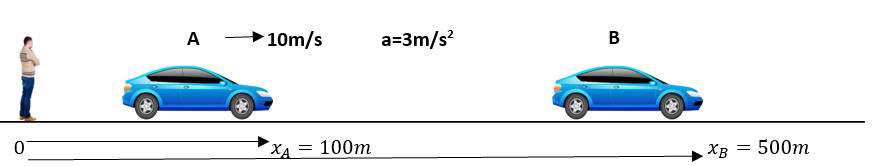 A 10m/s a=3m/s² B
0 x_A = 100m x_B = 500m